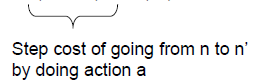 Step cost of going from n to n’
by doing action a